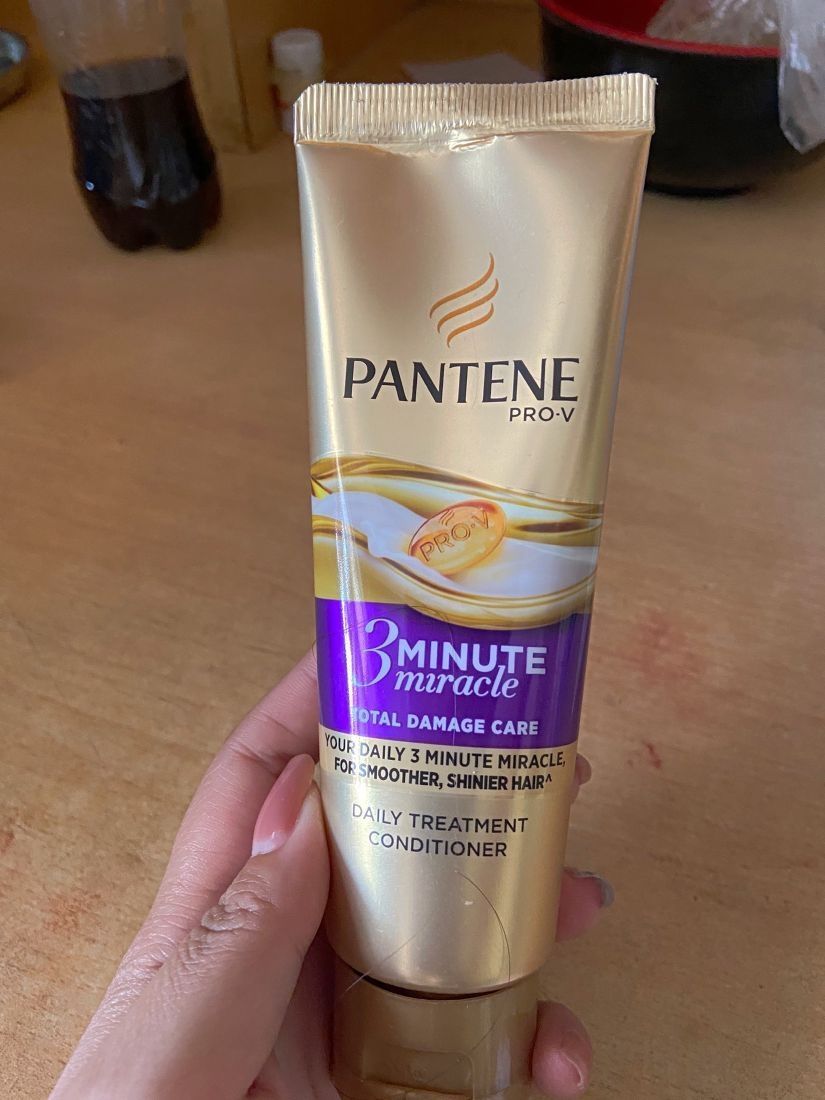 PANTENE
PRO-V
PRO-V
3 MINUTE
miracle
TOTAL DAMAGE CARE
YOUR DAILY 3 MINUTE MIRACLE,
FOR SMOOTHER, SHINIER HAIR^
DAILY TREATMENT
CONDITIONER